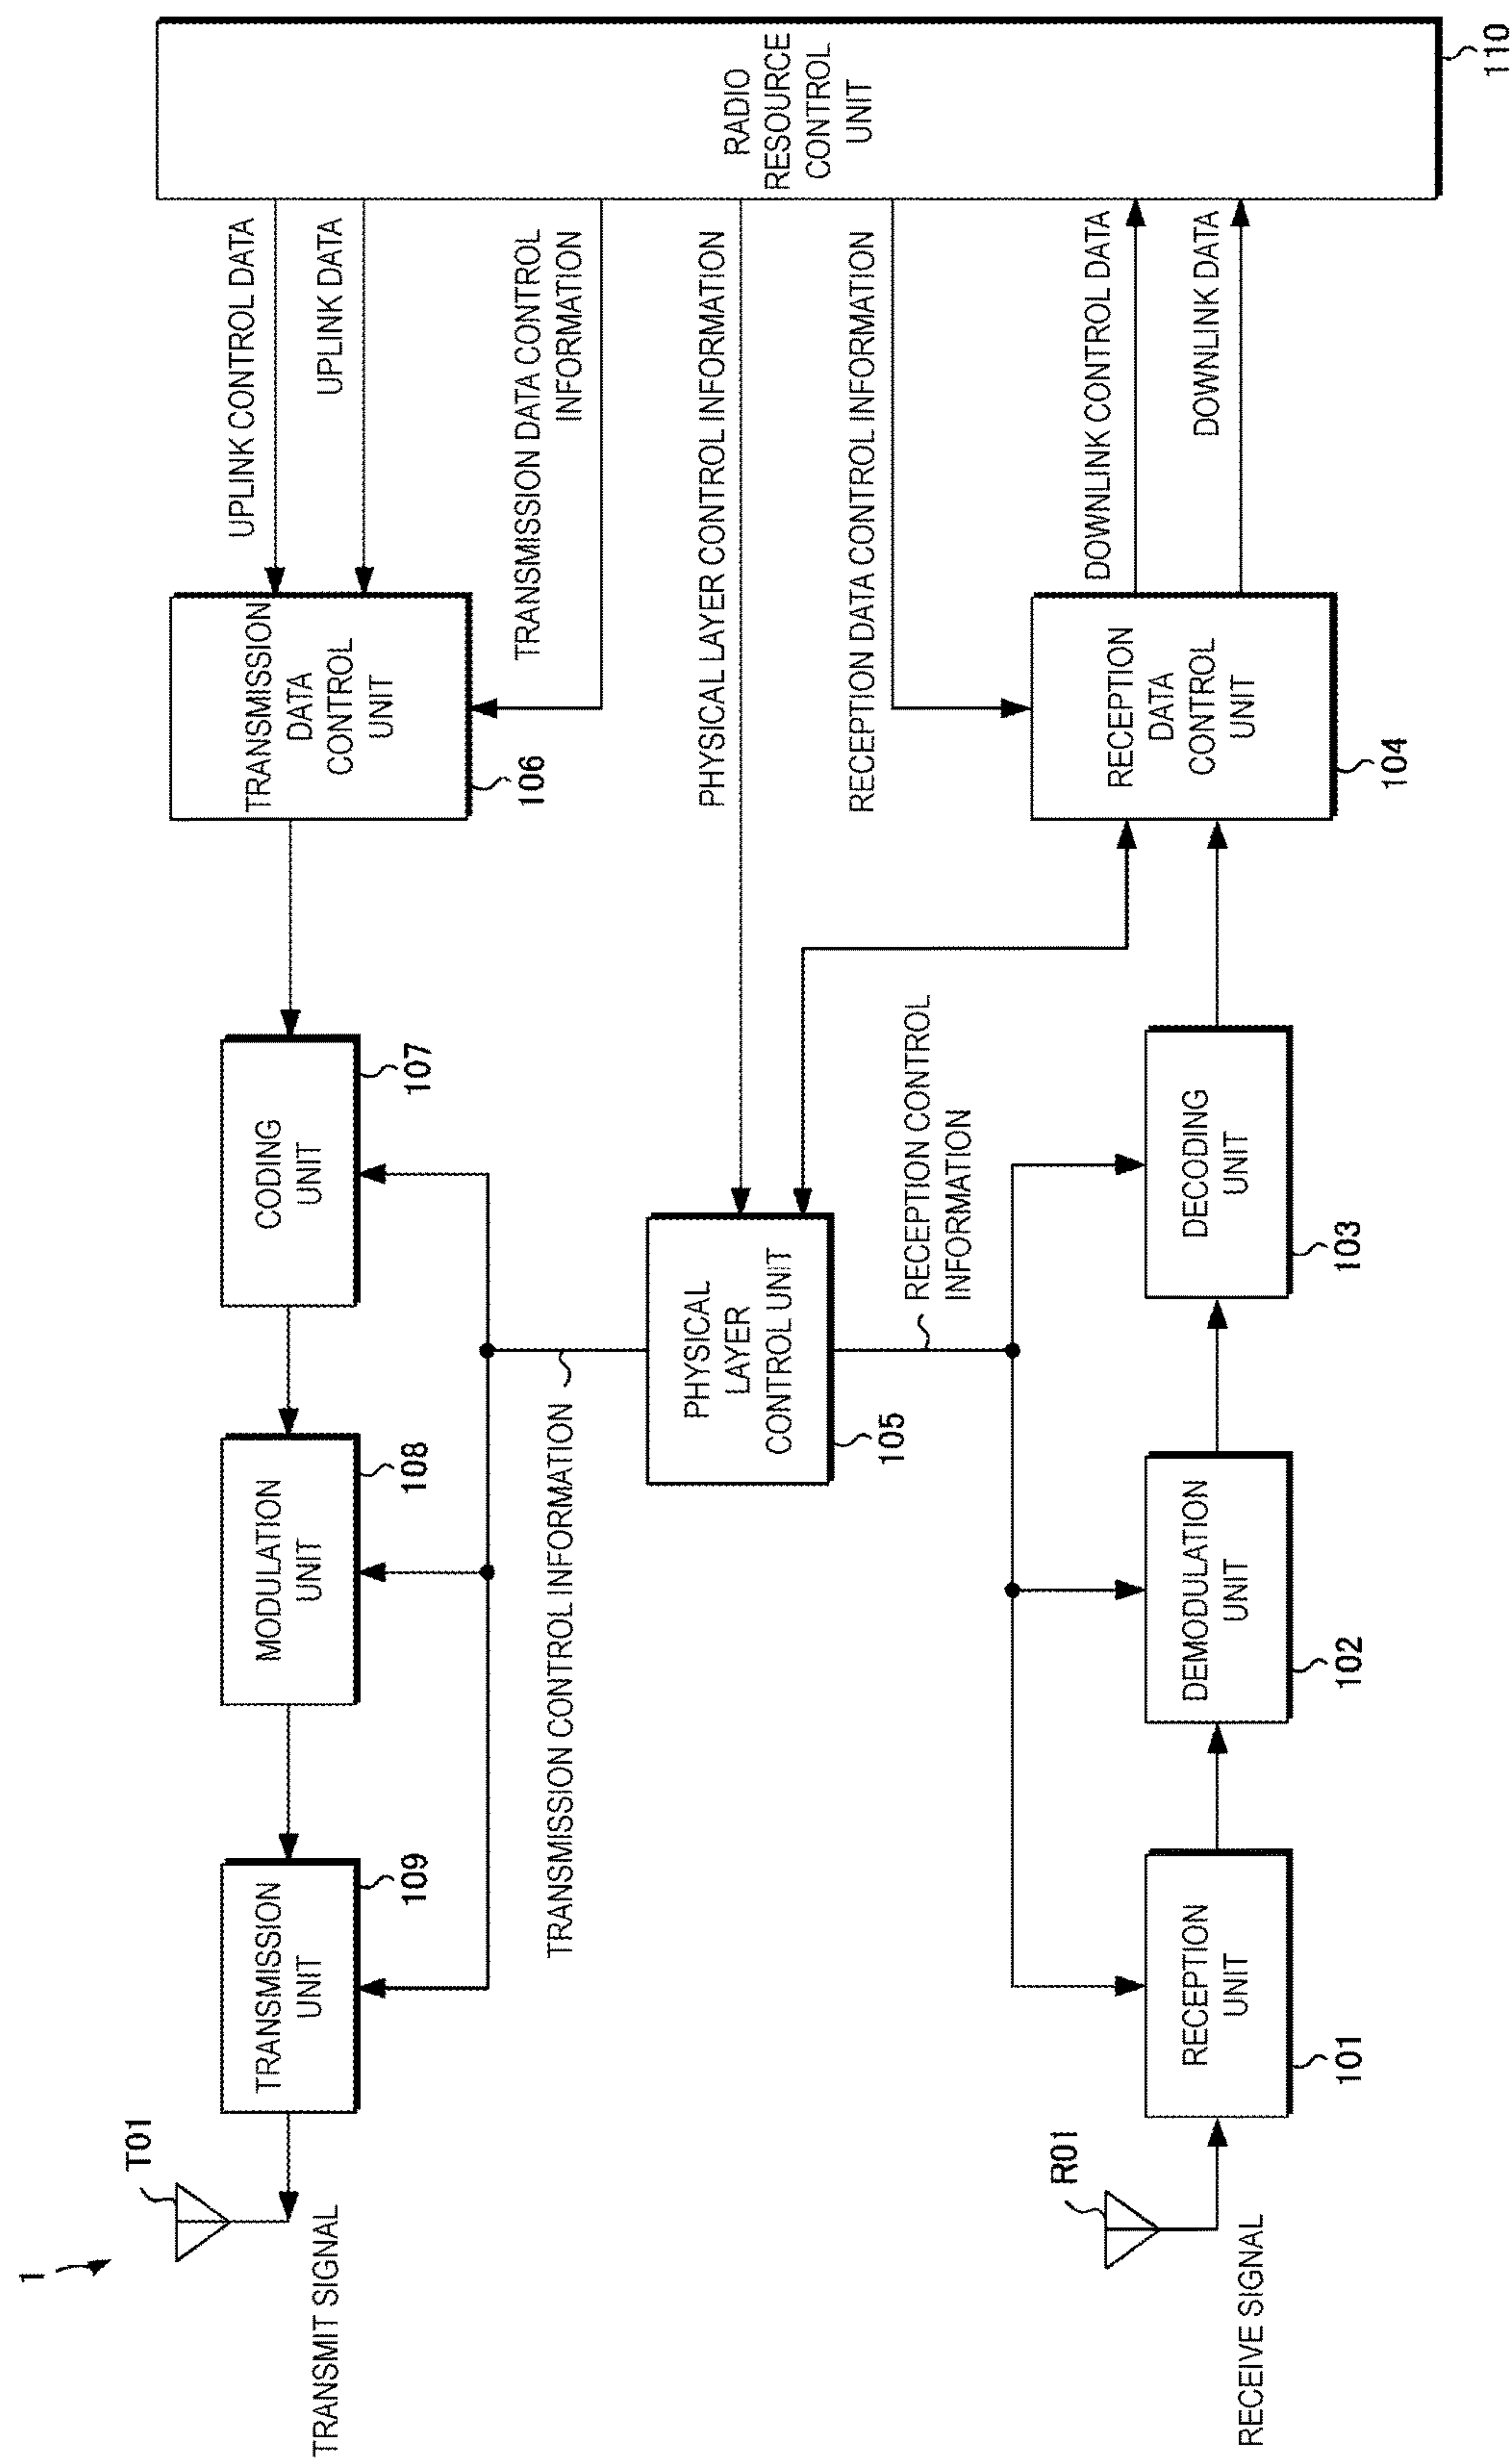 1
T01
TRANSMIT SIGNAL
TRANSMISSION
UNIT
109
MODULATION
UNIT
108
CODING
UNIT
107
TRANSMISSION
DATA
CONTROL
UNIT
106
UPLINK CONTROL DATA
UPLINK DATA
TRANSMISSION DATA CONTROL
INFORMATION
TRANSMISSION CONTROL INFORMATION
PHYSICAL
LAYER
CONTROL UNIT
105
PHYSICAL LAYER CONTROL INFORMATION
RECEPTION DATA CONTROL INFORMATION
RECEPTION CONTROL
INFORMATION
R01
RECEIVE SIGNAL
RECEPTION
UNIT
101
DEMODULATION
UNIT
102
DECODING
UNIT
103
RECEPTION
DATA
CONTROL
UNIT
104
DOWNLINK CONTROL DATA
DOWNLINK DATA
RADIO
RESOURCE
CONTROL
UNIT
110